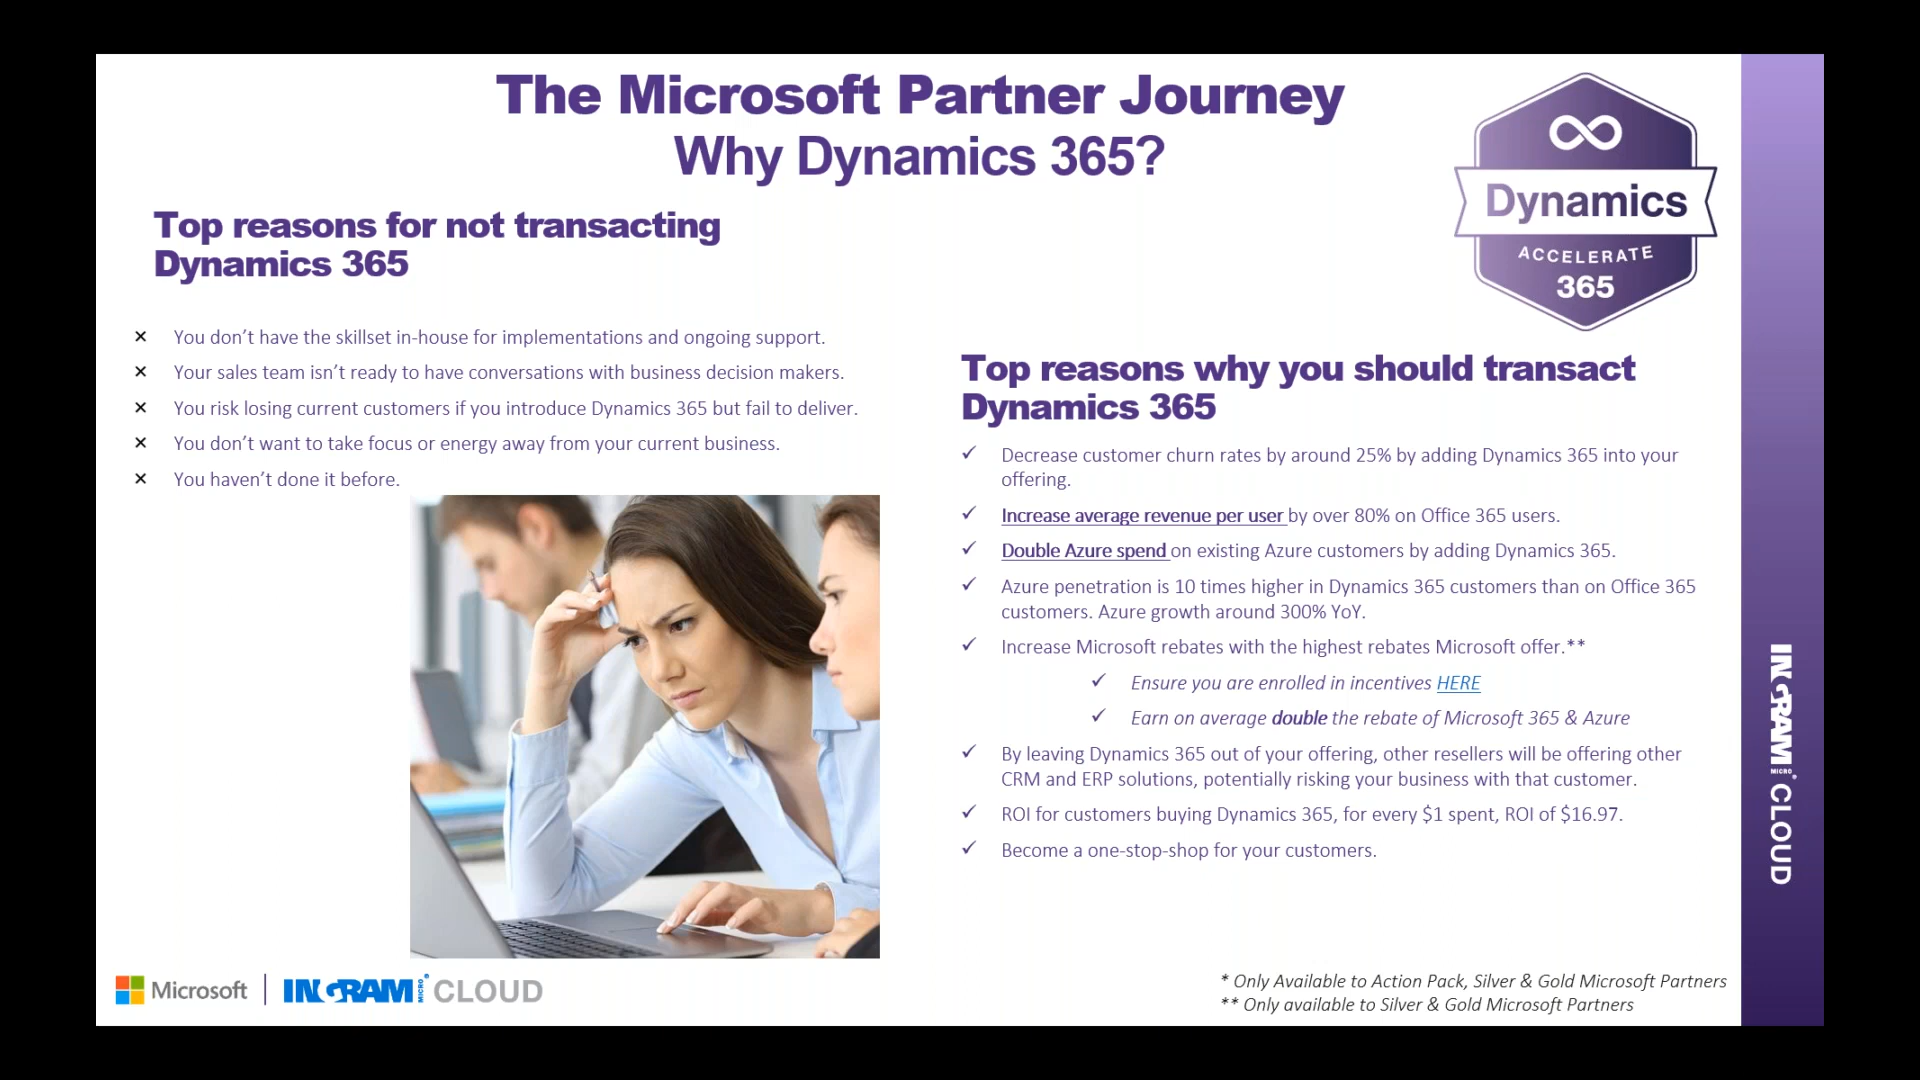 The Microsoft Partner Journey
Why Dynamics 365?
Dynamics
ACCELERATE
365
Top reasons for not transacting
Dynamics 365
× You don’t have the skillset in-house for implementations and ongoing support.
× Your sales team isn’t ready to have conversations with business decision makers.
× You risk losing current customers if you introduce Dynamics 365 but fail to deliver.
× You don’t want to take focus or energy away from your current business.
× You haven’t done it before.
Top reasons why you should transact
Dynamics 365
✓ Decrease customer churn rates by around 25% by adding Dynamics 365 into your
offering.
✓ Increase average revenue per user by over 80% on Office 365 users.
✓ Double Azure spend on existing Azure customers by adding Dynamics 365.
✓ Azure penetration is 10 times higher in Dynamics 365 customers than on Office 365
customers. Azure growth around 300% YoY.
✓ Increase Microsoft rebates with the highest rebates Microsoft offer.**
✓ Ensure you are enrolled in incentives HERE
✓ Earn on average double the rebate of Microsoft 365 & Azure
✓ By leaving Dynamics 365 out of your offering, other resellers will be offering other
CRM and ERP solutions, potentially risking your business with that customer.
✓ ROI for customers buying Dynamics 365, for every $1 spent, ROI of $16.97.
✓ Become a one-stop-shop for your customers.
Microsoft | INGRAM MICRO® CLOUD
* Only Available to Action Pack, Silver & Gold Microsoft Partners
** Only available to Silver & Gold Microsoft Partners
INGRAM MICRO® CLOUD